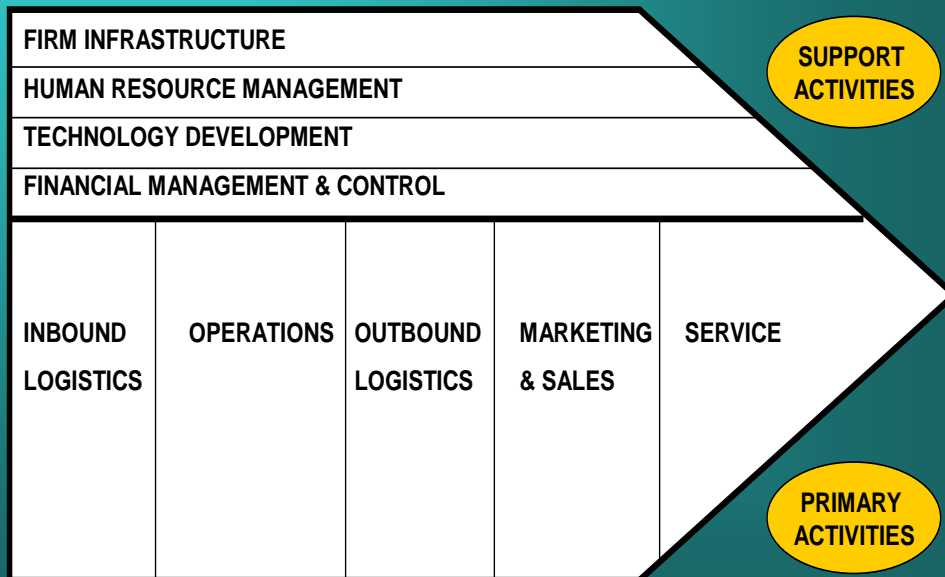 FIRM INFRASTRUCTURE
SUPPORT
ACTIVITIES
HUMAN RESOURCE MANAGEMENT
TECHNOLOGY DEVELOPMENT
FINANCIAL MANAGEMENT & CONTROL
INBOUND
LOGISTICS
OPERATIONS
OUTBOUND
LOGISTICS
MARKETING
& SALES
SERVICE
PRIMARY
ACTIVITIES